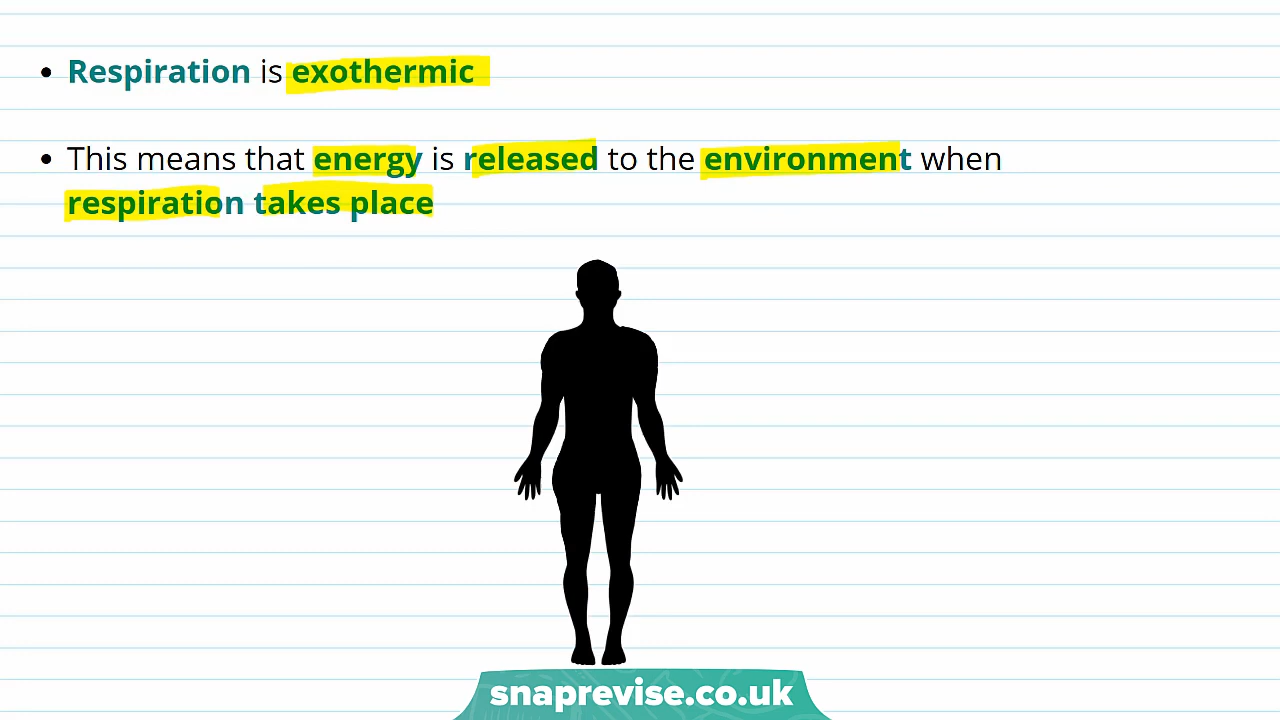 • Respiration is exothermic
• This means that energy is released to the environment when
respiration takes place
snaprevise.co.uk